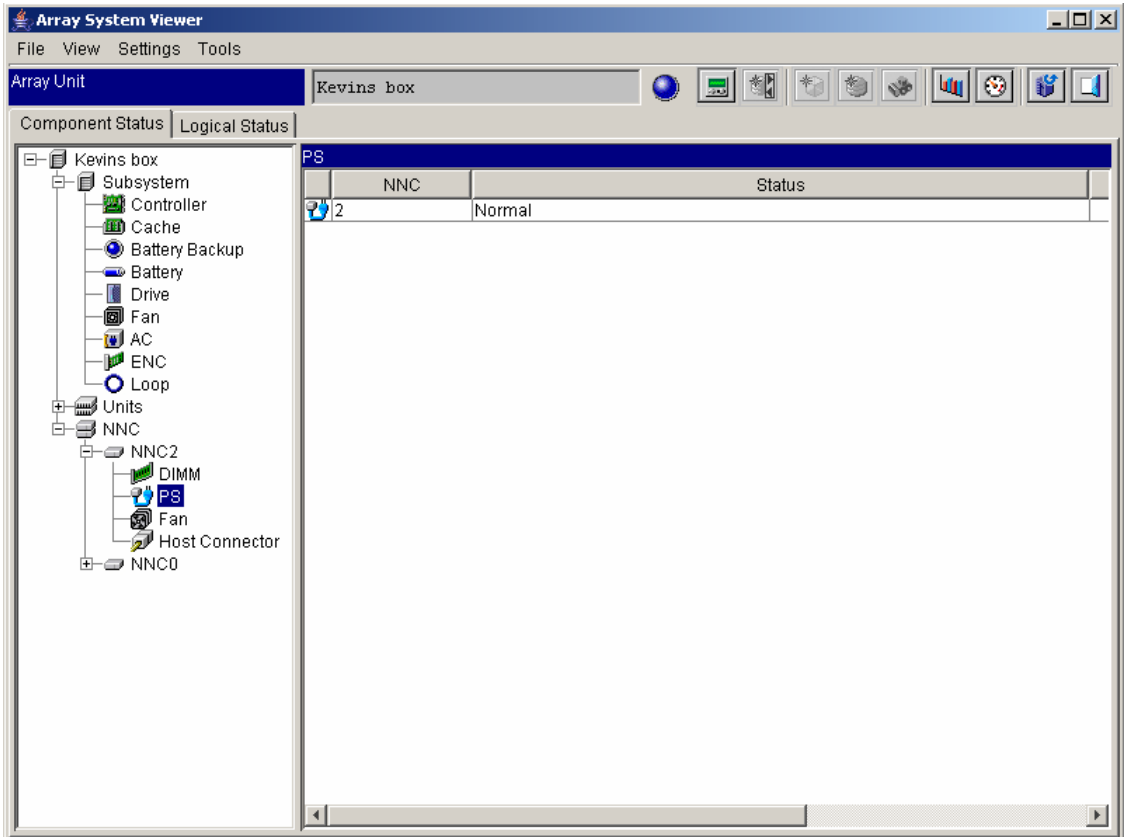 Array System Viewer
File View Settings Tools
Array Unit
Kevins box
Component Status
Logical Status
Kevins box
Subsystem
Controller
Cache
Battery Backup
Battery
Drive
Fan
AC
ENC
Loop
Units
NNC
NNC2
DIMM
PS
Fan
Host Connector
NNC0
PS
NNC Status
2 Normal